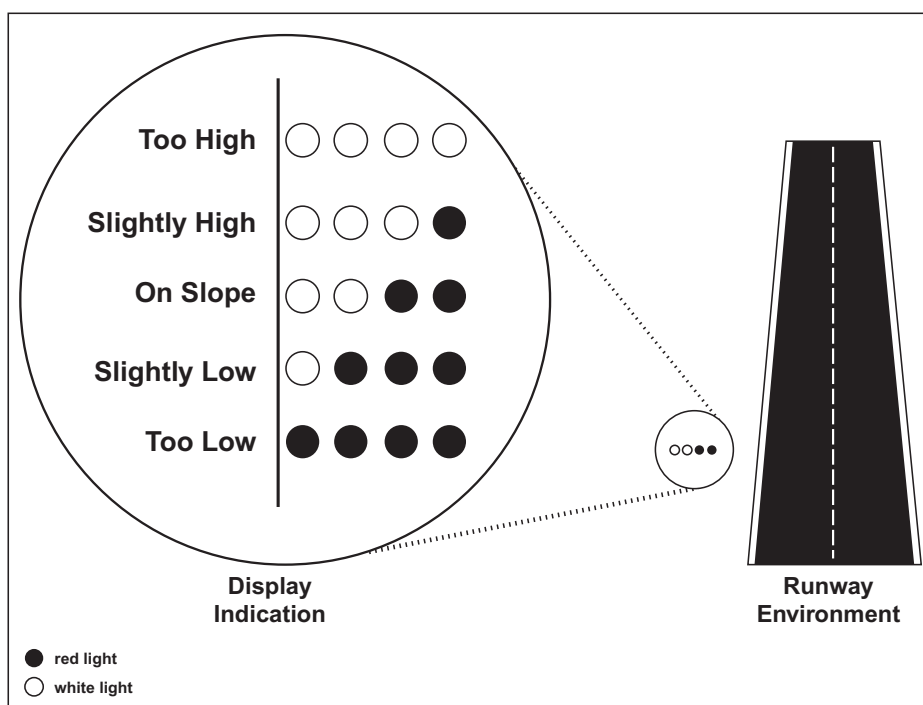 Too High
Slightly High
On Slope
Slightly Low
Too Low
Display
Indication
Runway
Environment
red light
white light